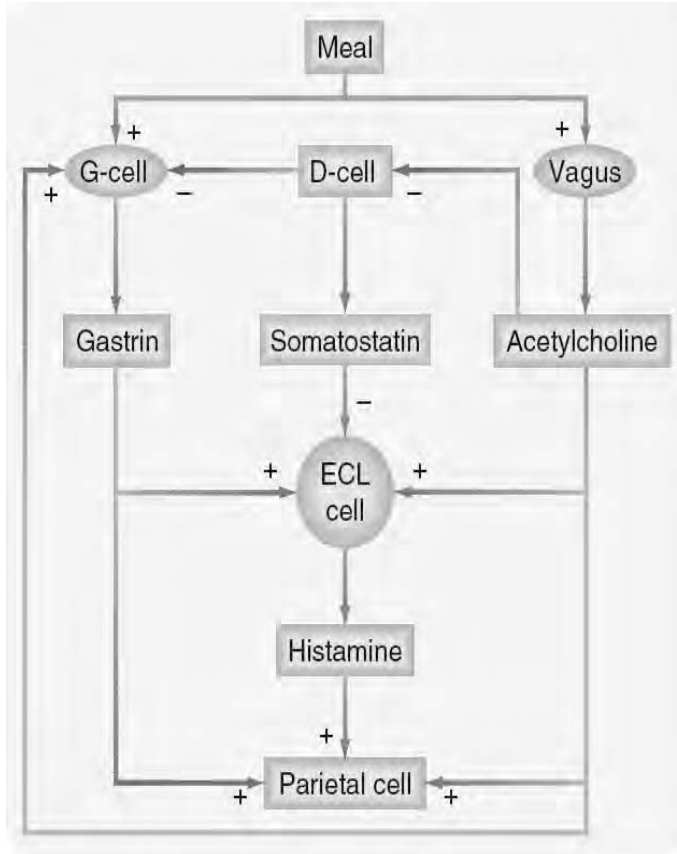 Meal
+ +
G-cell D-cell Vagus
+ – –
Gastrin Somatostatin Acetylcholine
–
+ ECL +
cell
Histamine
+
Parietal cell
+ +